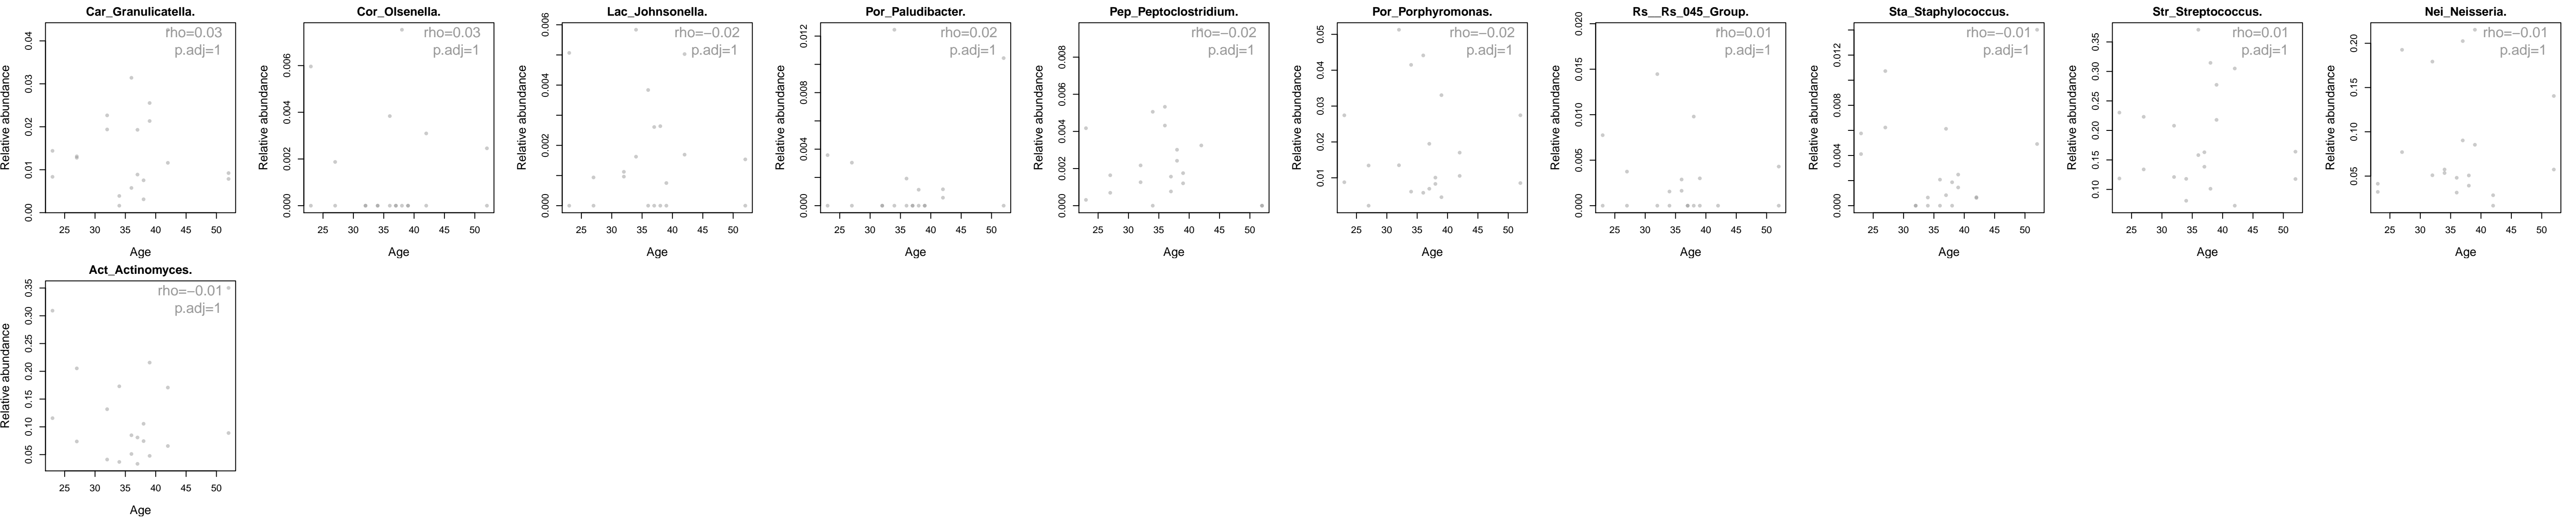 Car_Granulicatella.
rho=0.03
p.adj=1
Relative abundance
0.00 0.01 0.02 0.03 0.04
25 30 35 40 45 50
Age
Cor_Olsenella.
rho=0.03
p.adj=1
Relative abundance
0.000 0.002 0.004 0.006
25 30 35 40 45 50
Age
Lac_Johnsonella.
rho=−0.02
p.adj=1
Relative abundance
0.000 0.002 0.004 0.006
25 30 35 40 45 50
Age
Por_Paludibacter.
rho=0.02
p.adj=1
Relative abundance
0.000 0.004 0.008 0.012
25 30 35 40 45 50
Age
Pep_Peptoclostridium.
rho=−0.02
p.adj=1
Relative abundance
0.000 0.002 0.004 0.006 0.008
25 30 35 40 45 50
Age
Por_Porphyromonas.
rho=−0.02
p.adj=1
Relative abundance
0.01 0.02 0.03 0.04 0.05
25 30 35 40 45 50
Age
Rs__Rs_045_Group.
rho=0.01
p.adj=1
Relative abundance
0.000 0.005 0.010 0.015 0.020
25 30 35 40 45 50
Age
Sta_Staphylococcus.
rho=−0.01
p.adj=1
Relative abundance
0.000 0.004 0.008 0.012
25 30 35 40 45 50
Age
Str_Streptococcus.
rho=0.01
p.adj=1
Relative abundance
0.10 0.15 0.20 0.25 0.30 0.35
25 30 35 40 45 50
Age
Nei_Neisseria.
rho=−0.01
p.adj=1
Relative abundance
0.05 0.10 0.15 0.20
25 30 35 40 45 50
Age
Act_Actinomyces.
rho=−0.01
p.adj=1
Relative abundance
0.05 0.10 0.15 0.20 0.25 0.30 0.35
25 30 35 40 45 50
Age